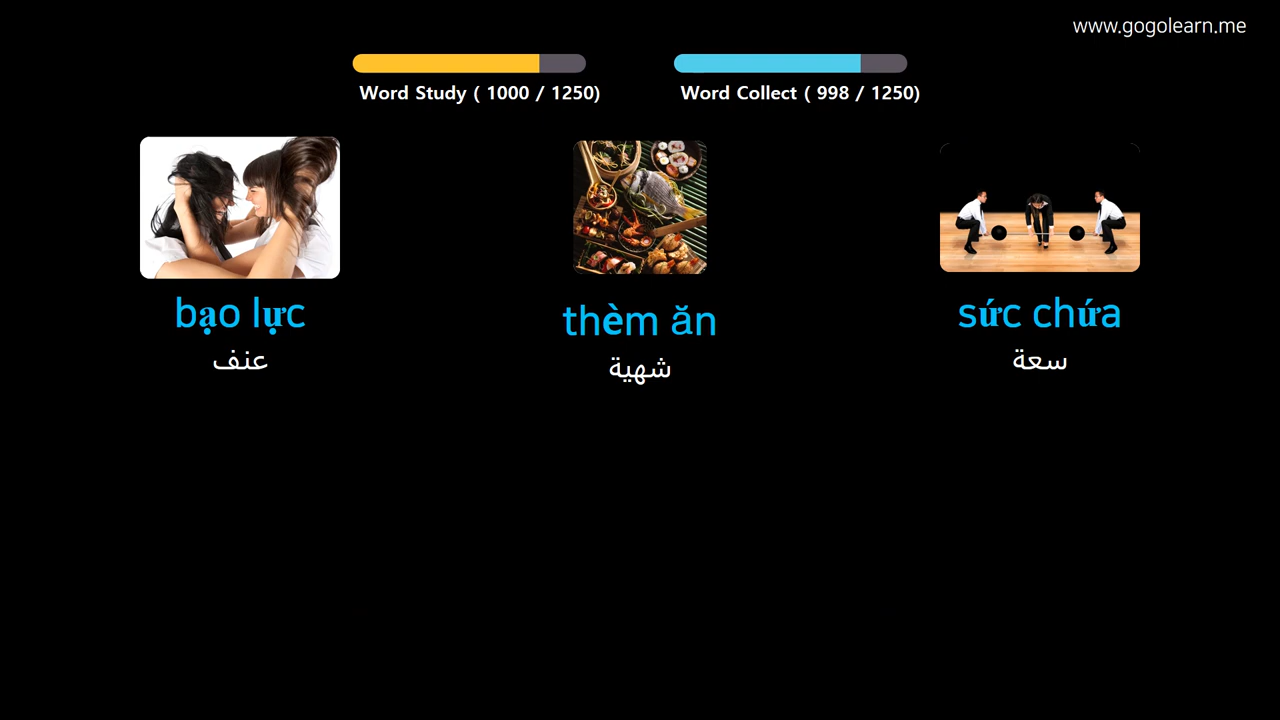 www.gogolearn.me
Word Study ( 1000 / 1250)
Word Collect ( 998 / 1250)
bạo lực
عنف
thèm ăn
شهية
sức chứa
سعة